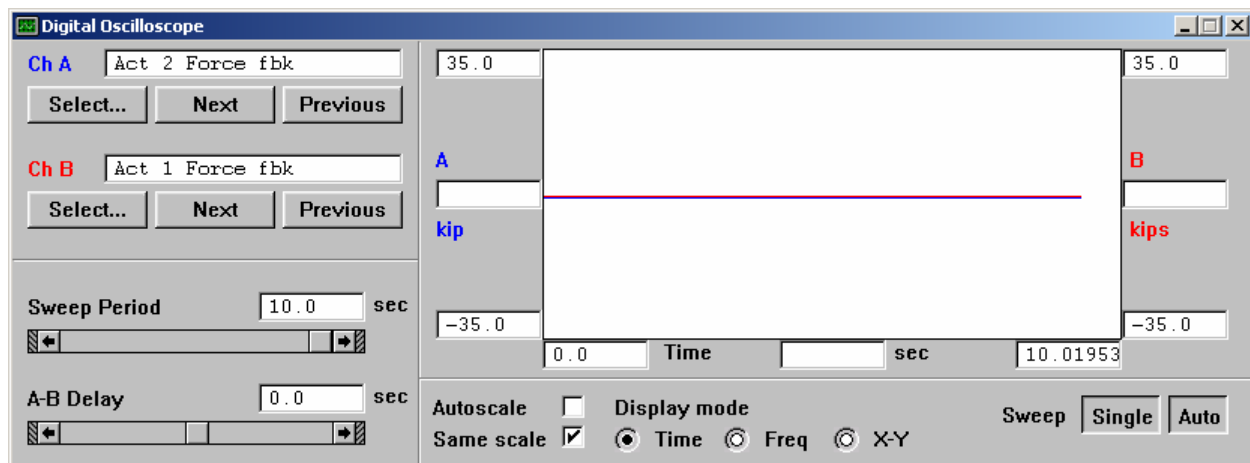 Digital Oscilloscope
Ch A Act 2 Force fbk
Select... Next Previous
Ch B Act 1 Force fbk
Select... Next Previous
Sweep Period 10.0 sec
A-B Delay 0.0 sec
35.0 35.0
A B
kip kips
-35.0 -35.0
0.0 Time sec 10.01953
Autoscale Display mode
Same scale Time Freq X-Y
Sweep Single Auto